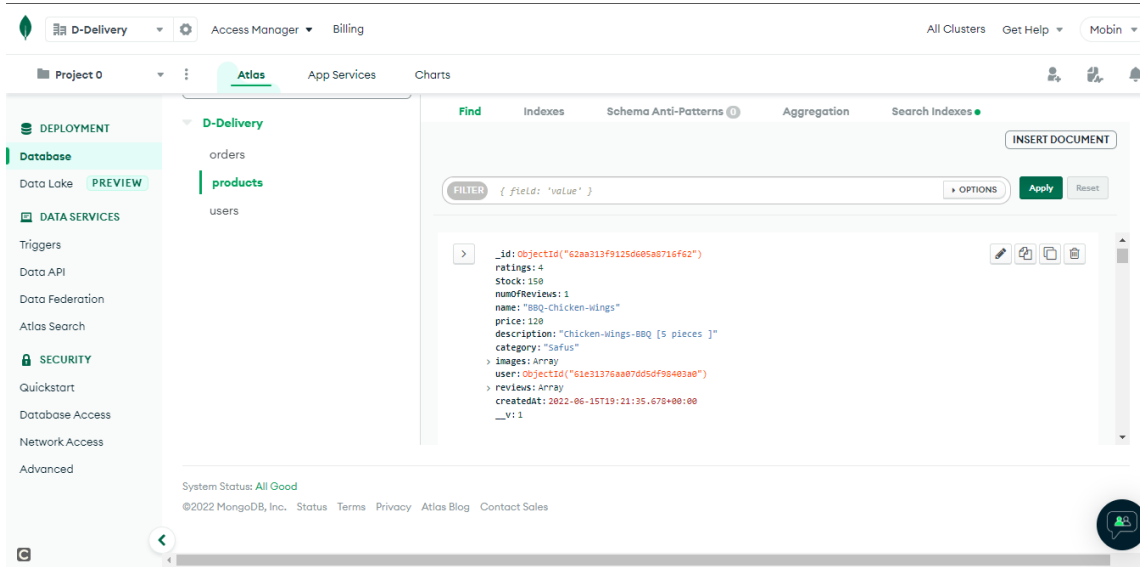 D-Delivery Access Manager Billing All Clusters Get Help Mobin
Project 0 Atlas App Services Charts
DEPLOYMENT
Database
Data Lake PREVIEW
DATA SERVICES
Triggers
Data API
Data Federation
Atlas Search
SECURITY
Quickstart
Database Access
Network Access
Advanced
D-Delivery
orders
products
users
Find Indexes Schema Anti-Patterns 0 Aggregation Search Indexes
INSERT DOCUMENT
FILTER { field: 'value' } OPTIONS Apply Reset
_id: ObjectId("62aa313f9125d605a8716f62")
ratings: 4
Stock: 150
numOfReviews: 1
name: "BBQ-Chicken-Wings"
price: 120
description: "Chicken-Wings-BBQ [5 pieces ]"
category: "Safus"
images: Array
user: ObjectId("61e31376aa07dd5df98403a0")
reviews: Array
createdAt: 2022-06-15T19:21:35.678+00:00
__v: 1
System Status: All Good
©2022 MongoDB, Inc. Status Terms Privacy Atlas Blog Contact Sales